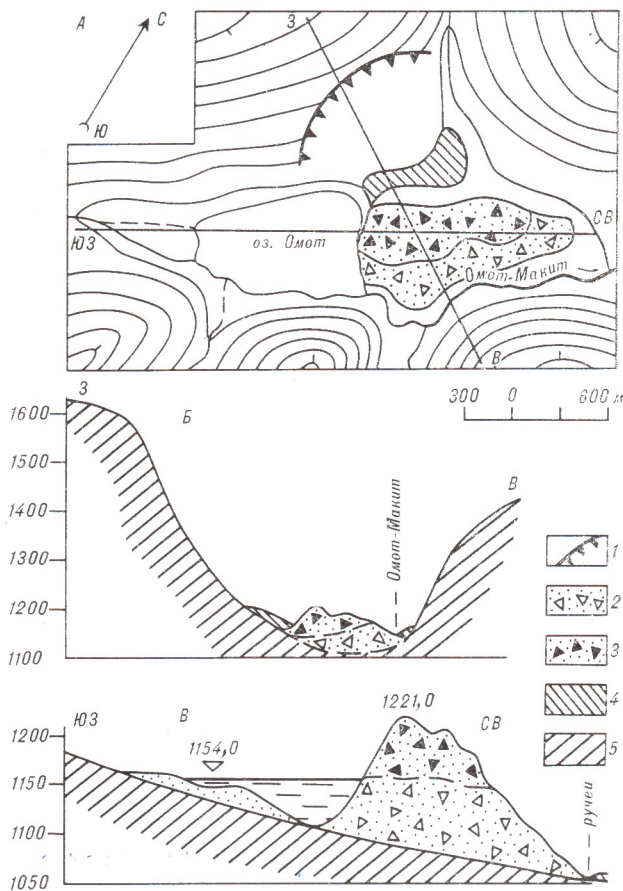 А
С
Ю
З
ЮЗ
оз. Омот
СВ
Омот-Макит
В
300 0 600 м
З
Б
В
Омот-Макит
1600
1500
1400
1300
1200
1100
1
2
3
4
5
ЮЗ
В
СВ
1154,0
1221,0
1200
1150
1100
1050
ручей